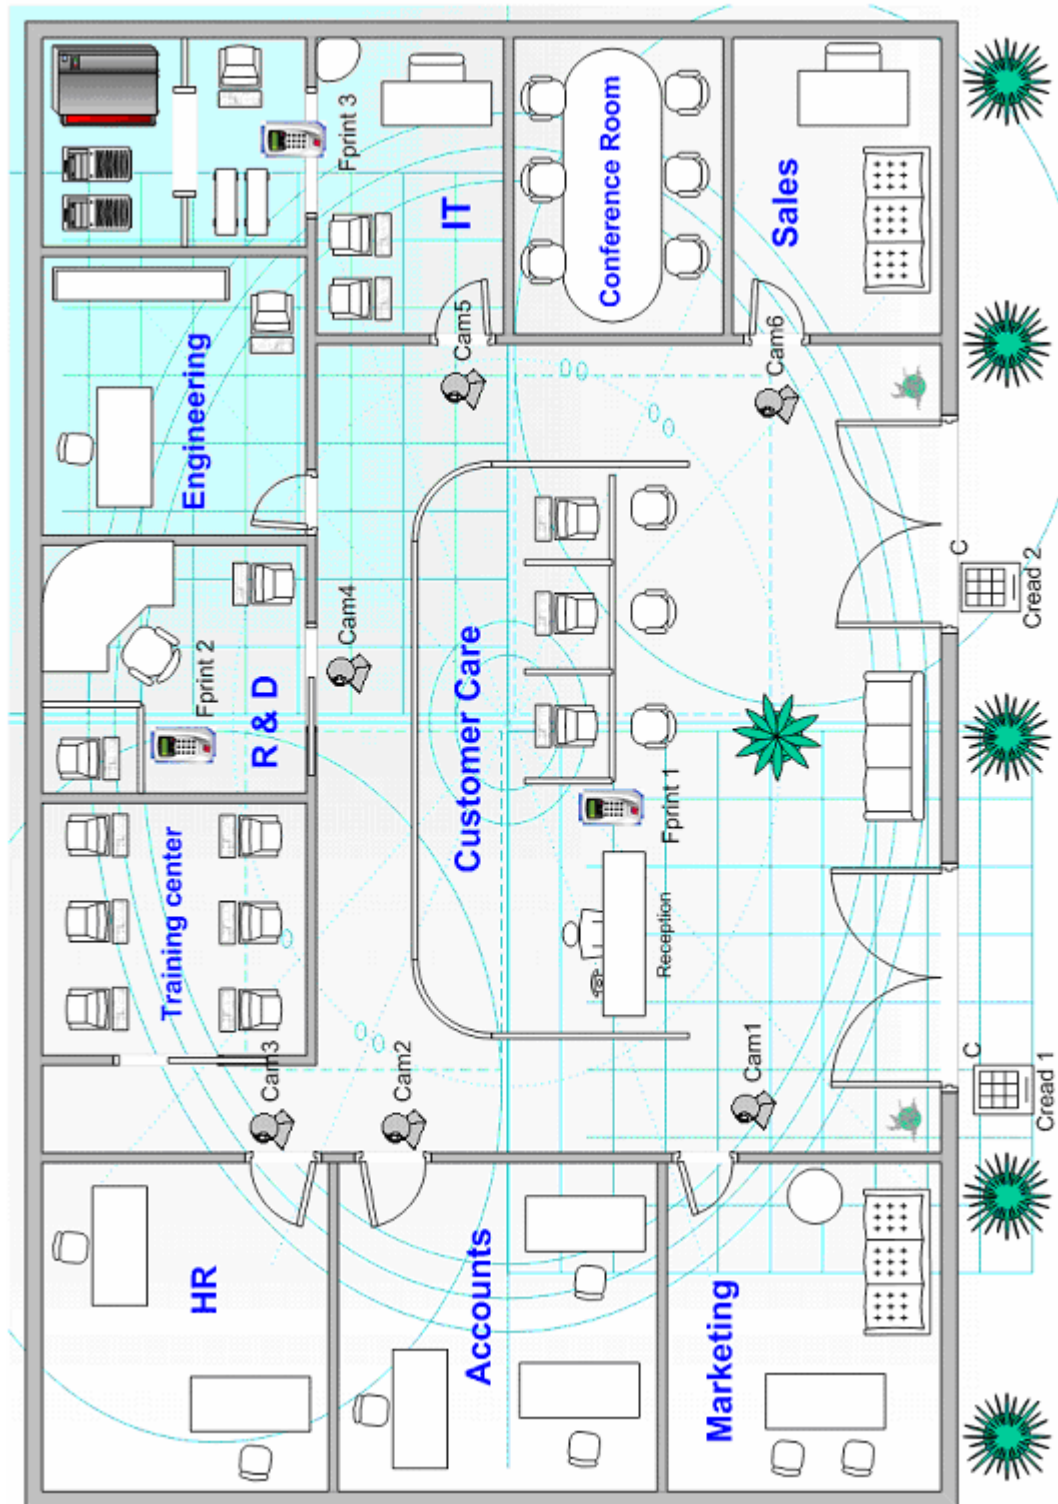 HR
Training center
Fprint 2
R & D
Engineering
Fprint 3
Cam3
Cam2
Cam4
Cam5
IT
Accounts
Customer Care
Conference Room
Reception
Fprint 1
Marketing
Cam1
Cam6
Sales
C
Cread 1
C
Cread 2